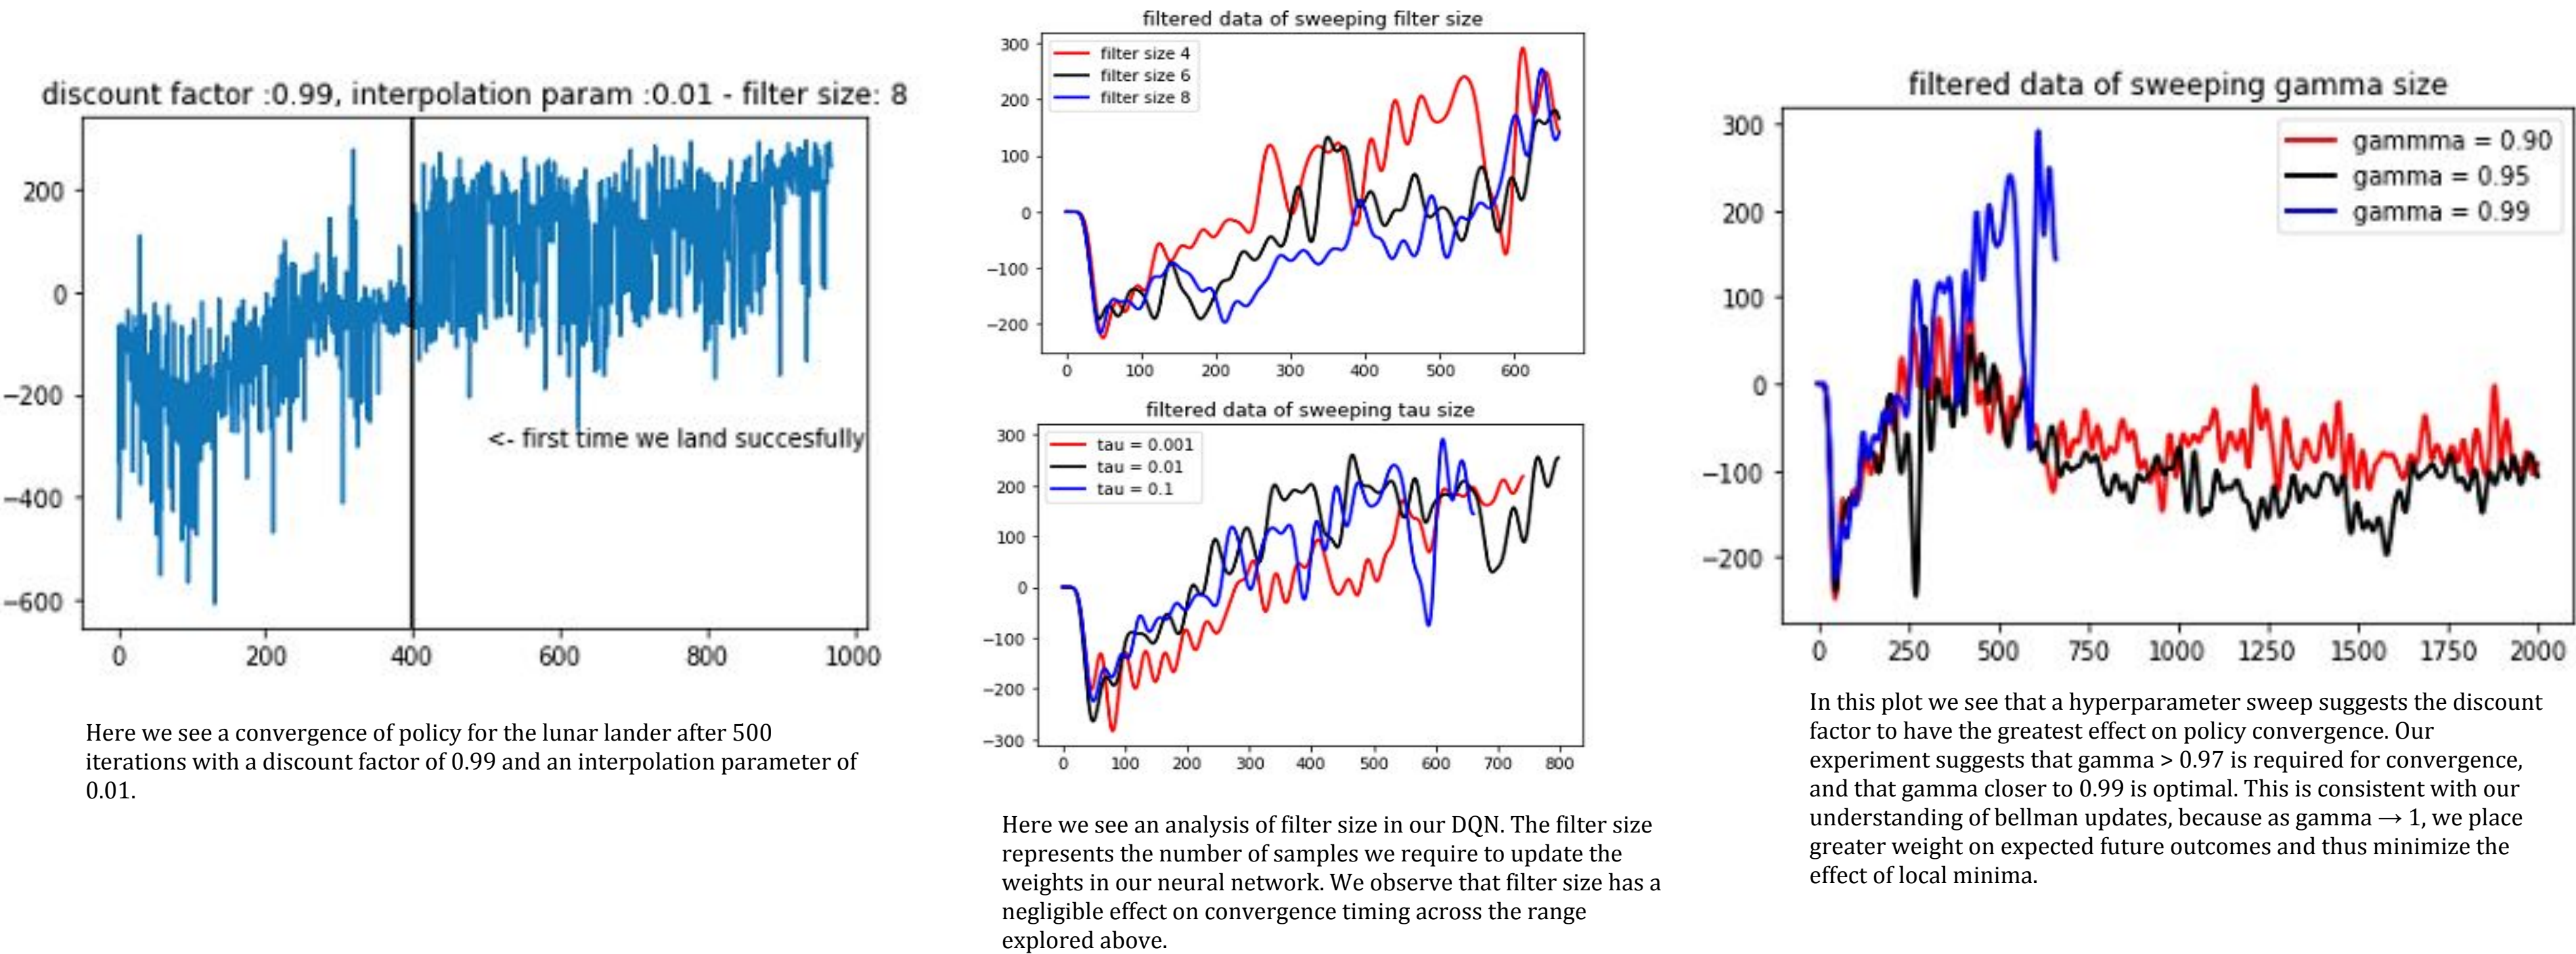 discount factor :0.99, interpolation param :0.01 - filter size: 8
200
0
−200
−400
−600
<- first time we land succesfully
0 200 400 600 800 1000
Here we see a convergence of policy for the lunar lander after 500
iterations with a discount factor of 0.99 and an interpolation parameter of
0.01.
filtered data of sweeping filter size
300
200
100
0
−100
−200
filter size 4
filter size 6
filter size 8
0 100 200 300 400 500 600
filtered data of sweeping tau size
300
200
100
0
−100
−200
−300
tau = 0.001
tau = 0.01
tau = 0.1
0 100 200 300 400 500 600 700 800
Here we see an analysis of filter size in our DQN. The filter size
represents the number of samples we require to update the
weights in our neural network. We observe that filter size has a
negligible effect on convergence timing across the range
explored above.
filtered data of sweeping gamma size
300
200
100
0
−100
−200
gammma = 0.90
gamma = 0.95
gamma = 0.99
0 250 500 750 1000 1250 1500 1750 2000
In this plot we see that a hyperparameter sweep suggests the discount
factor to have the greatest effect on policy convergence. Our
experiment suggests that gamma > 0.97 is required for convergence,
and that gamma closer to 0.99 is optimal. This is consistent with our
understanding of bellman updates, because as gamma → 1, we place
greater weight on expected future outcomes and thus minimize the
effect of local minima.